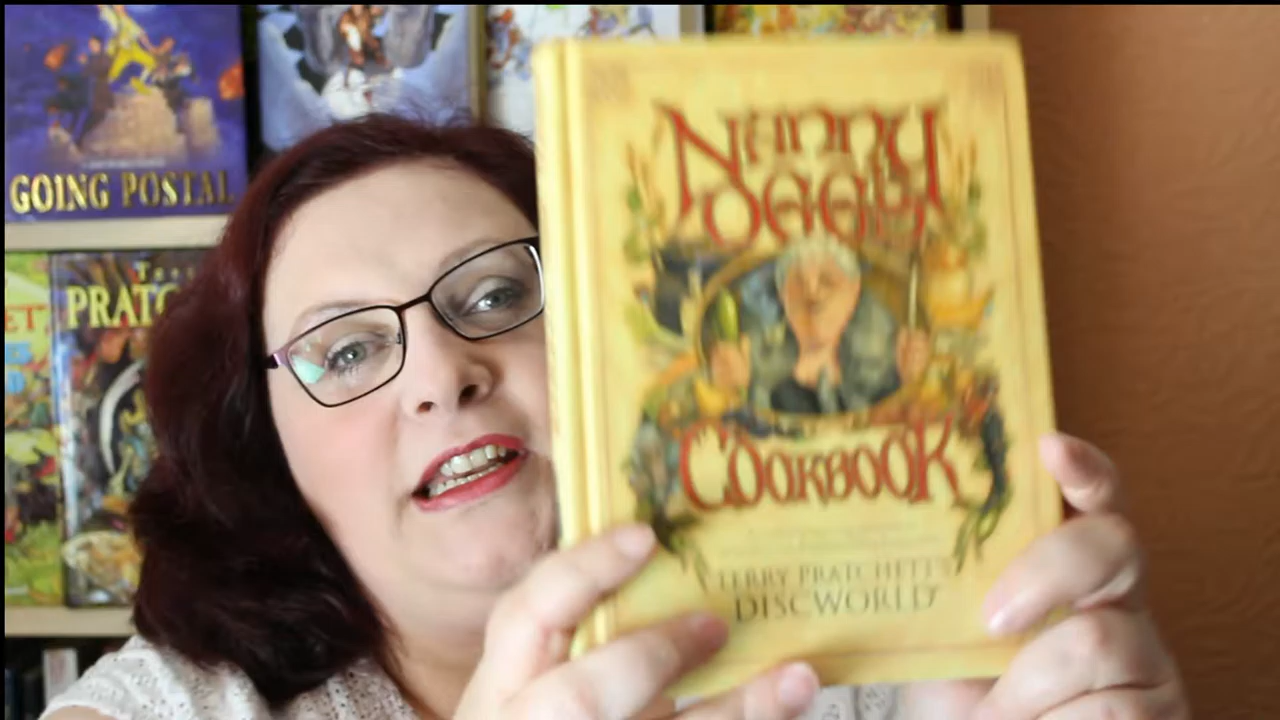 GOING POSTAL
PRATC
Nanny
Ogg's
Cookbook
TERRY PRATCHETT'S
DISCWORLD